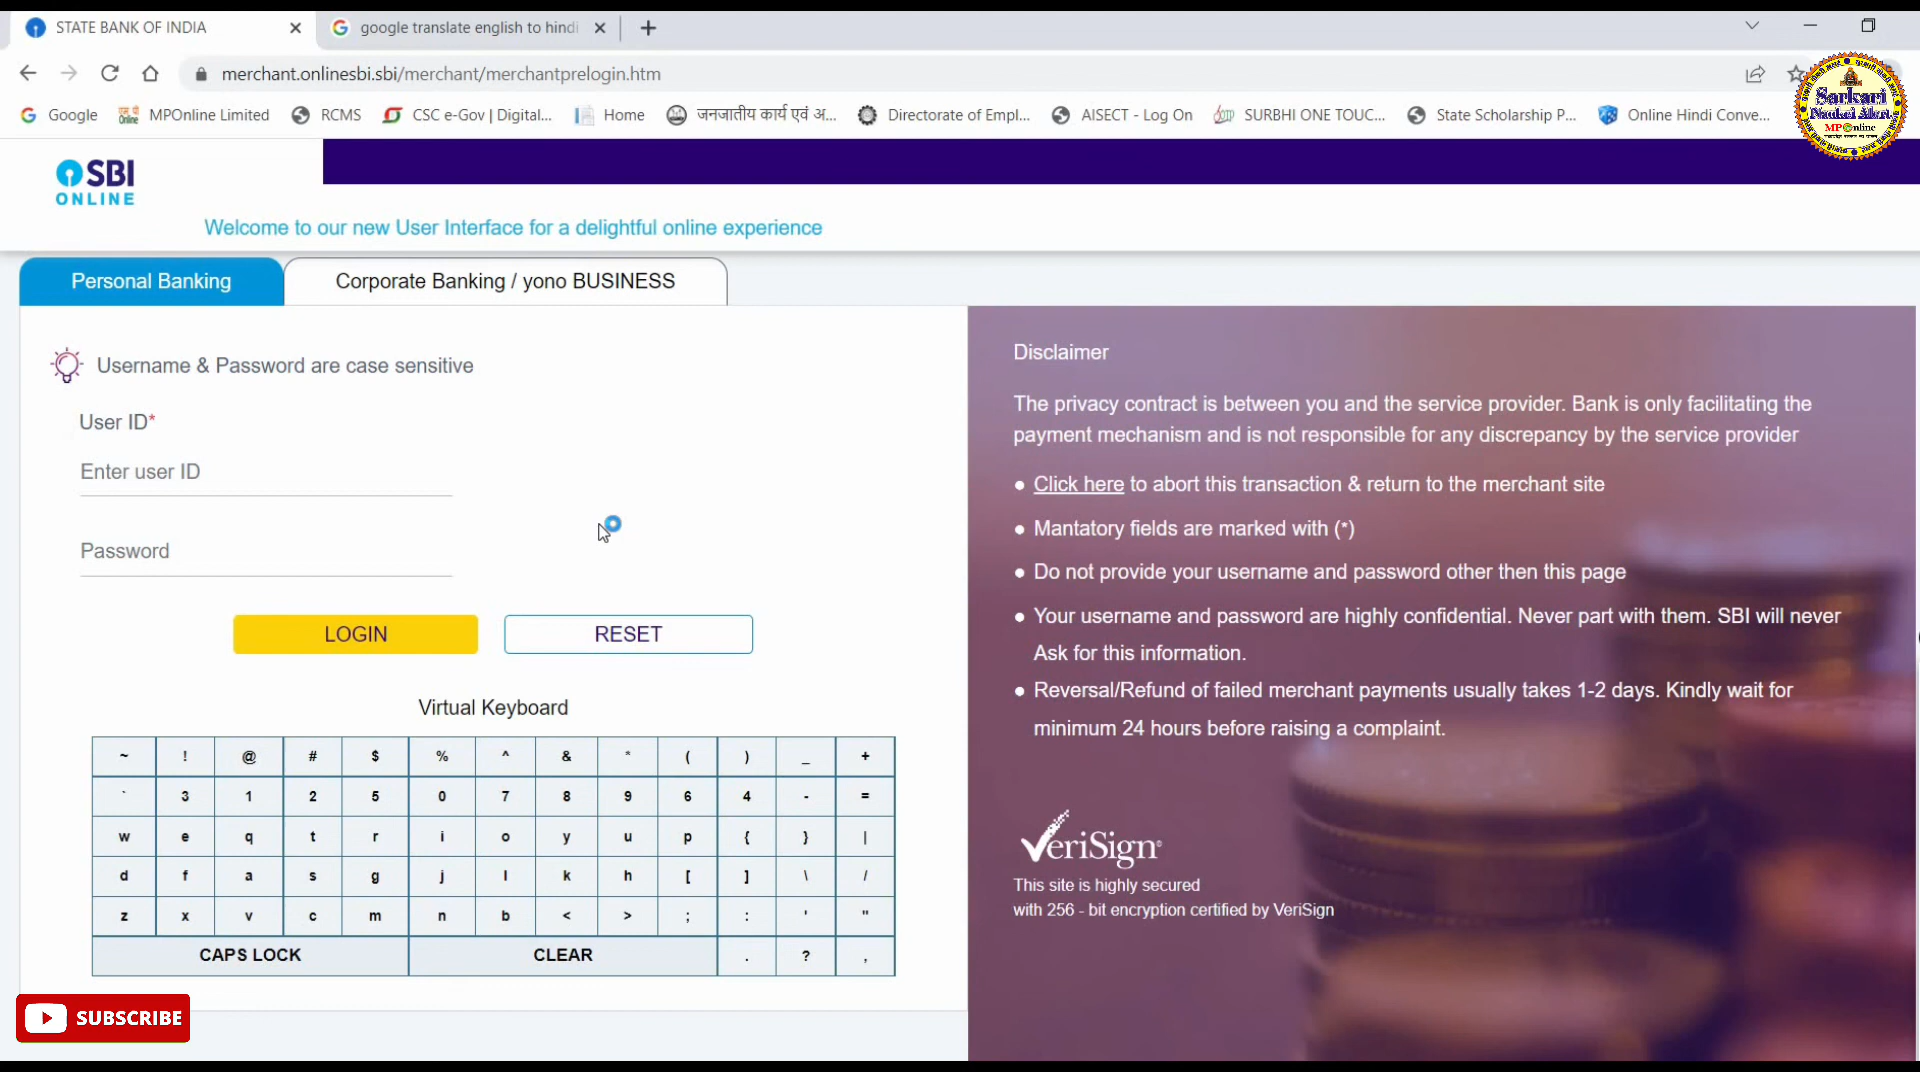 STATE BANK OF INDIA
google translate english to hindi
merchant.onlinesbi.sbi/merchant/merchantprelogin.htm
Google MPOnline Limited RCMS CSC e-Gov | Digital... Home जनजातीय कार्य एवं अ... Directorate of Empl... AISECT - Log On SURBHI ONE TOUC... State Scholarship P... Online Hindi Conve...
Sarkari
Naukri Alert
MPOnline
SBI
ONLINE
Welcome to our new User Interface for a delightful online experience
Personal Banking
Corporate Banking / yono BUSINESS
Username & Password are case sensitive
User ID*
Enter user ID
Password
LOGIN
RESET
Virtual Keyboard
~ ! @ # $ % ^ & * ( ) _ +
` 3 1 2 5 0 7 8 9 6 4 - =
w e q t r i o y u p { } |
d f a s g j l k h [ ] \ /
z x v c m n b < > ; : ' "
CAPS LOCK CLEAR . ? ,
SUBSCRIBE
Disclaimer
The privacy contract is between you and the service provider. Bank is only facilitating the
payment mechanism and is not responsible for any discrepancy by the service provider
● Click here to abort this transaction & return to the merchant site
● Mantatory fields are marked with (*)
● Do not provide your username and password other then this page
● Your username and password are highly confidential. Never part with them. SBI will never
Ask for this information.
● Reversal/Refund of failed merchant payments usually takes 1-2 days. Kindly wait for
minimum 24 hours before raising a complaint.
VeriSign
This site is highly secured
with 256 - bit encryption certified by VeriSign